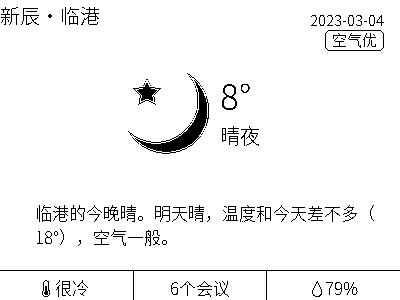 新辰·临港
2023-03-04
空气优
8°
晴夜
临港的今晚晴。明天晴，温度和今天差不多（
18°），空气一般。
很冷
6个会议
79%